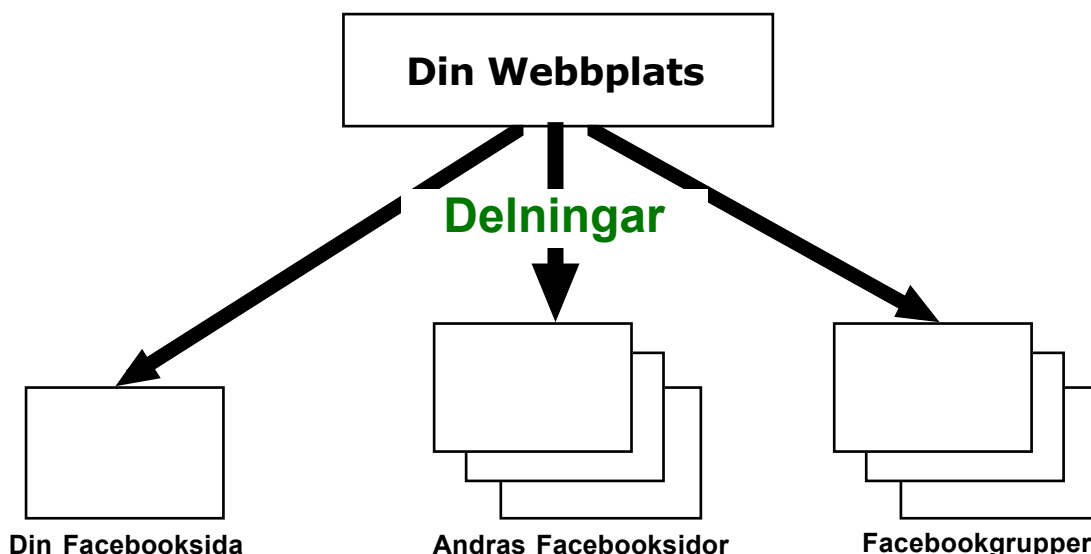 Din Webbplats
Delningar
Din Facebooksida
Andras Facebooksidor
Facebookgrupper